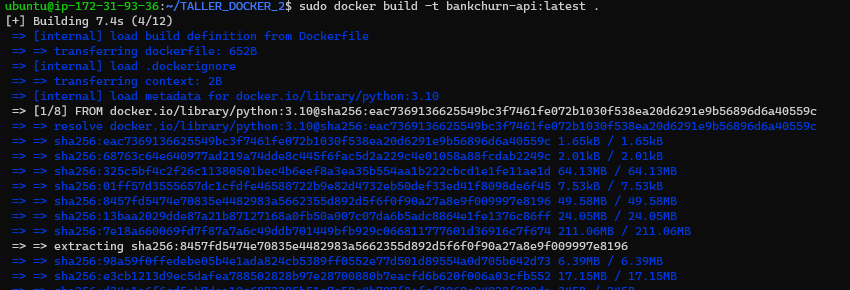 ubuntu@ip-172-31-93-36:~/TALLER_DOCKER_2$ sudo docker build -t bankchurn-api:latest .
[+] Building 7.4s (4/12)
=> [internal] load build definition from Dockerfile
=> => transferring dockerfile: 652B
=> [internal] load .dockerignore
=> => transferring context: 2B
=> [internal] load metadata for docker.io/library/python:3.10
=> [1/8] FROM docker.io/library/python:3.10@sha256:eac7369136625549bc3f7461fe072b1030f538ea20d6291e9b56896d6a40559c
=> => resolve docker.io/library/python:3.10@sha256:eac7369136625549bc3f7461fe072b1030f538ea20d6291e9b56896d6a40559c
=> => sha256:eac7369136625549bc3f7461fe072b1030f538ea20d6291e9b56896d6a40559c 1.65kB / 1.65kB
=> => sha256:68763c64e640977ad219a74dde8c445f6fac5d2a229c4e01058a88fcdab2249c 2.01kB / 2.01kB
=> => sha256:325c5bf4c2f26c11380501bec4b6eef8a3ea35b554aa1b222cbcd1e1fe11ae1d 64.13MB / 64.13MB
=> => sha256:01ff57d3555657dc1cfdfe46588722b9e82d4732eb50def33ed41f8098de6f45 7.53kB / 7.53kB
=> => sha256:8457fd5474e70835e4482983a5662355d892d5f6f0f90a27a8e9f009997e8196 49.58MB / 49.58MB
=> => sha256:13baa2029dde87a21b87127168a0fb50a007c07da6b5adc8864e1fe1376c86ff 24.05MB / 24.05MB
=> => sha256:7e18a660069fd7f87a7a6c49ddb701449bfb929c066811777601d36916c7f674 211.06MB / 211.06MB
=> => extracting sha256:8457fd5474e70835e4482983a5662355d892d5f6f0f90a27a8e9f009997e8196
=> => sha256:98a59f0ffedebe05b4e1ada824cb5389ff0552e77d501d89554a0d705b642d73 6.39MB / 6.39MB
=> => sha256:e3cb1213d9ec5dafea788502828b97e28700880b7eacfd6b620f006a03cfb552 17.15MB / 17.15MB